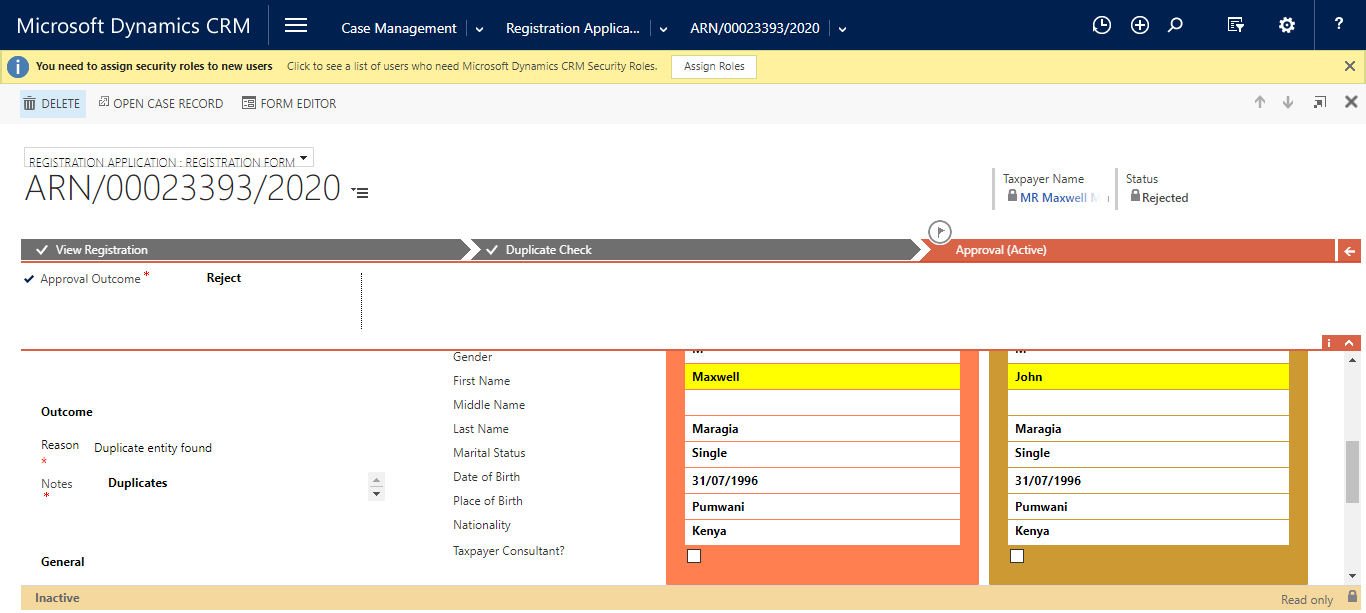 Microsoft Dynamics CRM
Case Management
Registration Applica...
ARN/00023393/2020
?
You need to assign security roles to new users
Click to see a list of users who need Microsoft Dynamics CRM Security Roles.
Assign Roles
DELETE
OPEN CASE RECORD
FORM EDITOR
REGISTRATION APPLICATION : REGISTRATION FORM
ARN/00023393/2020
Taxpayer Name
MR Maxwell M
Status
Rejected
View Registration
Duplicate Check
Approval (Active)
Approval Outcome *
Reject
Outcome
Reason *
Duplicate entity found
Notes *
Duplicates
General
Gender
First Name
Maxwell
John
Middle Name
Last Name
Maragia
Maragia
Marital Status
Single
Single
Date of Birth
31/07/1996
31/07/1996
Place of Birth
Pumwani
Pumwani
Nationality
Kenya
Kenya
Taxpayer Consultant?
Inactive
Read only